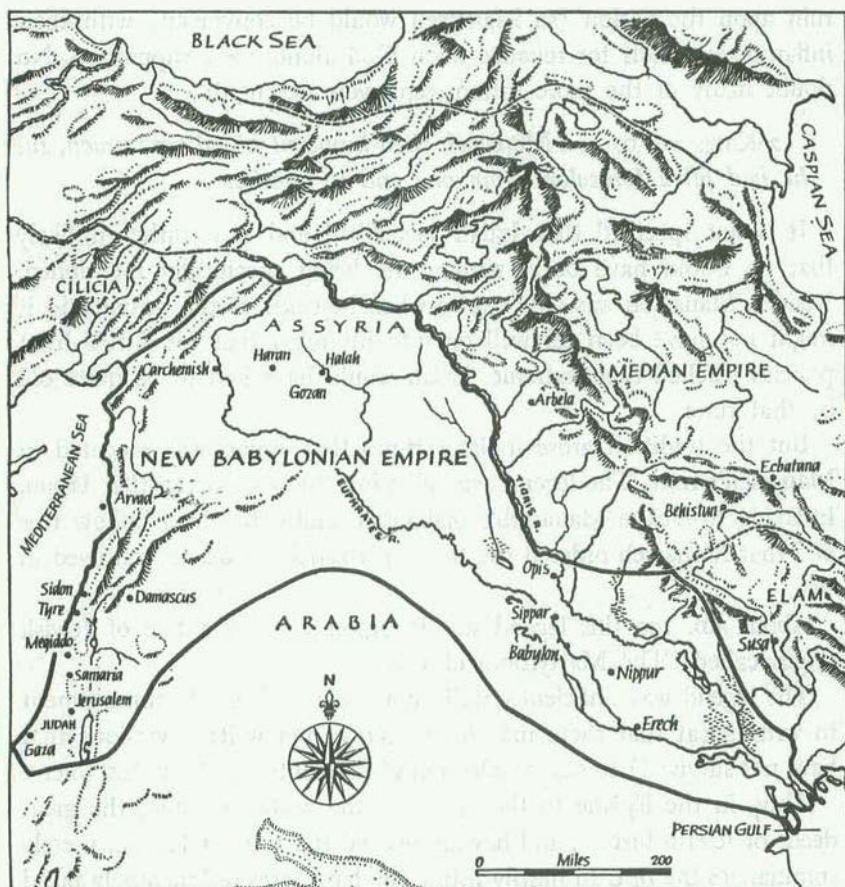 BLACK SEA
CASPIAN SEA
CILICIA
ASSYRIA
Carchemish
Haran
Halah
Gozan
MEDIAN EMPIRE
Arbela
MEDITERRANEAN SEA
NEW BABYLONIAN EMPIRE
Ecbatana
EUPHRATES
TIGRIS
Behistun
Arvad
Opis
Sidon
Tyre
Damascus
ELAM
ARABIA
Sippar
Megiddo
Babylon
Susa
Samaria
Nippur
N
Jerusalem
JUDAH
Gaza
Erech
PERSIAN GULF
0 Miles 200